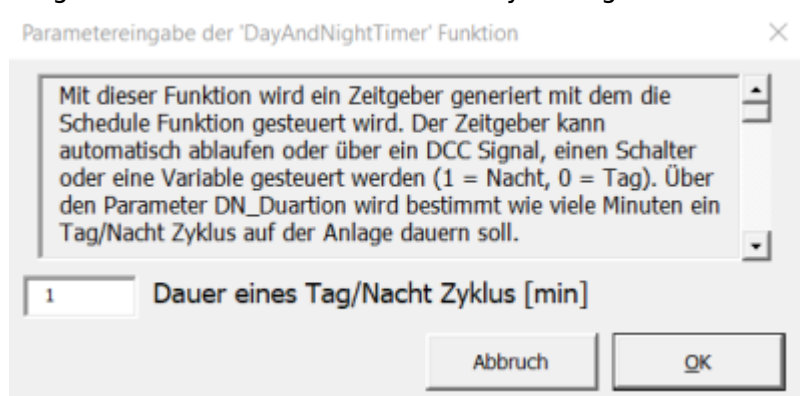 Parametereingabe der 'DayAndNightTimer' Funktion
Mit dieser Funktion wird ein Zeitgeber generiert mit dem die
Schedule Funktion gesteuert wird. Der Zeitgeber kann
automatisch ablaufen oder über ein DCC Signal, einen Schalter
oder eine Variable gesteuert werden (1 = Nacht, 0 = Tag). Über
den Parameter DN_Duartion wird bestimmt wie viele Minuten ein
Tag/Nacht Zyklus auf der Anlage dauern soll.
1 Dauer eines Tag/Nacht Zyklus [min]
Abbruch OK